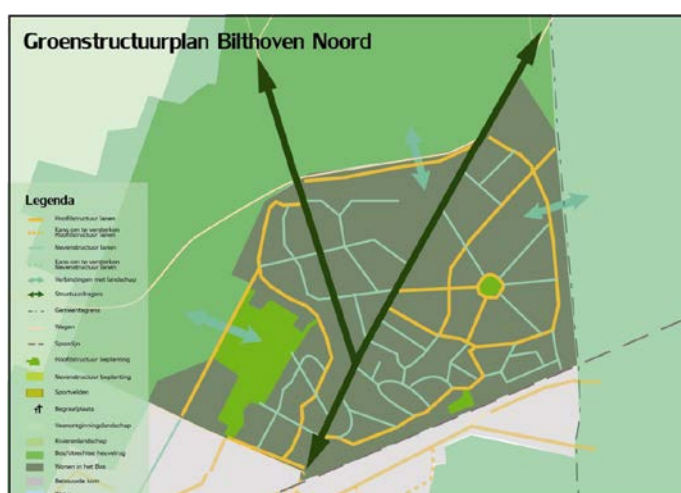 Groenstructuurplan Bilthoven Noord
Legenda
Hoofdstructuur lanen
Kans om te versterken
Hoofdstructuur lanen
Nevenstructuur lanen
Kans om te versterken
Nevenstructuur lanen
Verbindingen met landschap
Structuurdragers
Gemeentegrens
Wegen
Spoorlijn
Hoofdstructuur beplanting
Nevenstructuur beplanting
Sportvelden
Begraafplaats
Veenontginningslandschap
Rivierenlandschap
Bos/Utrechtse heuvelrug
Wonen in het Bos
Bebouwde kom